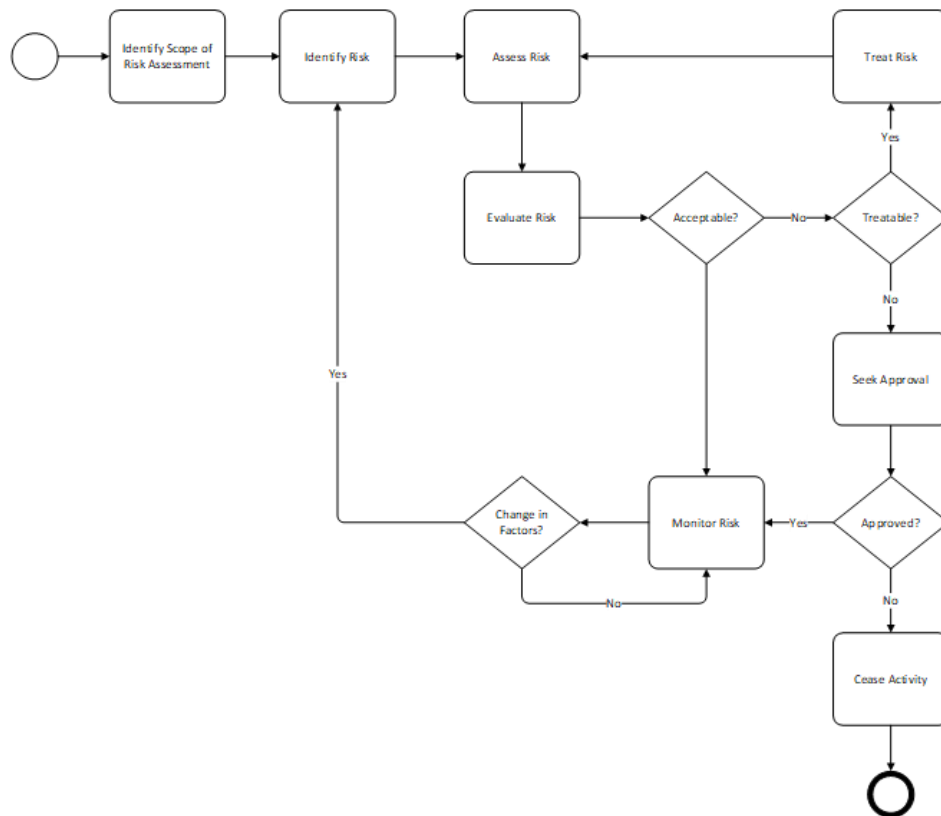 Identify Scope of
Risk Assessment
Identify Risk
Assess Risk
Treat Risk
Yes
Evaluate Risk
Acceptable?
No
Treatable?
No
Yes
Seek Approval
Change in
Factors?
Monitor Risk
Yes
Approved?
No
No
Cease Activity